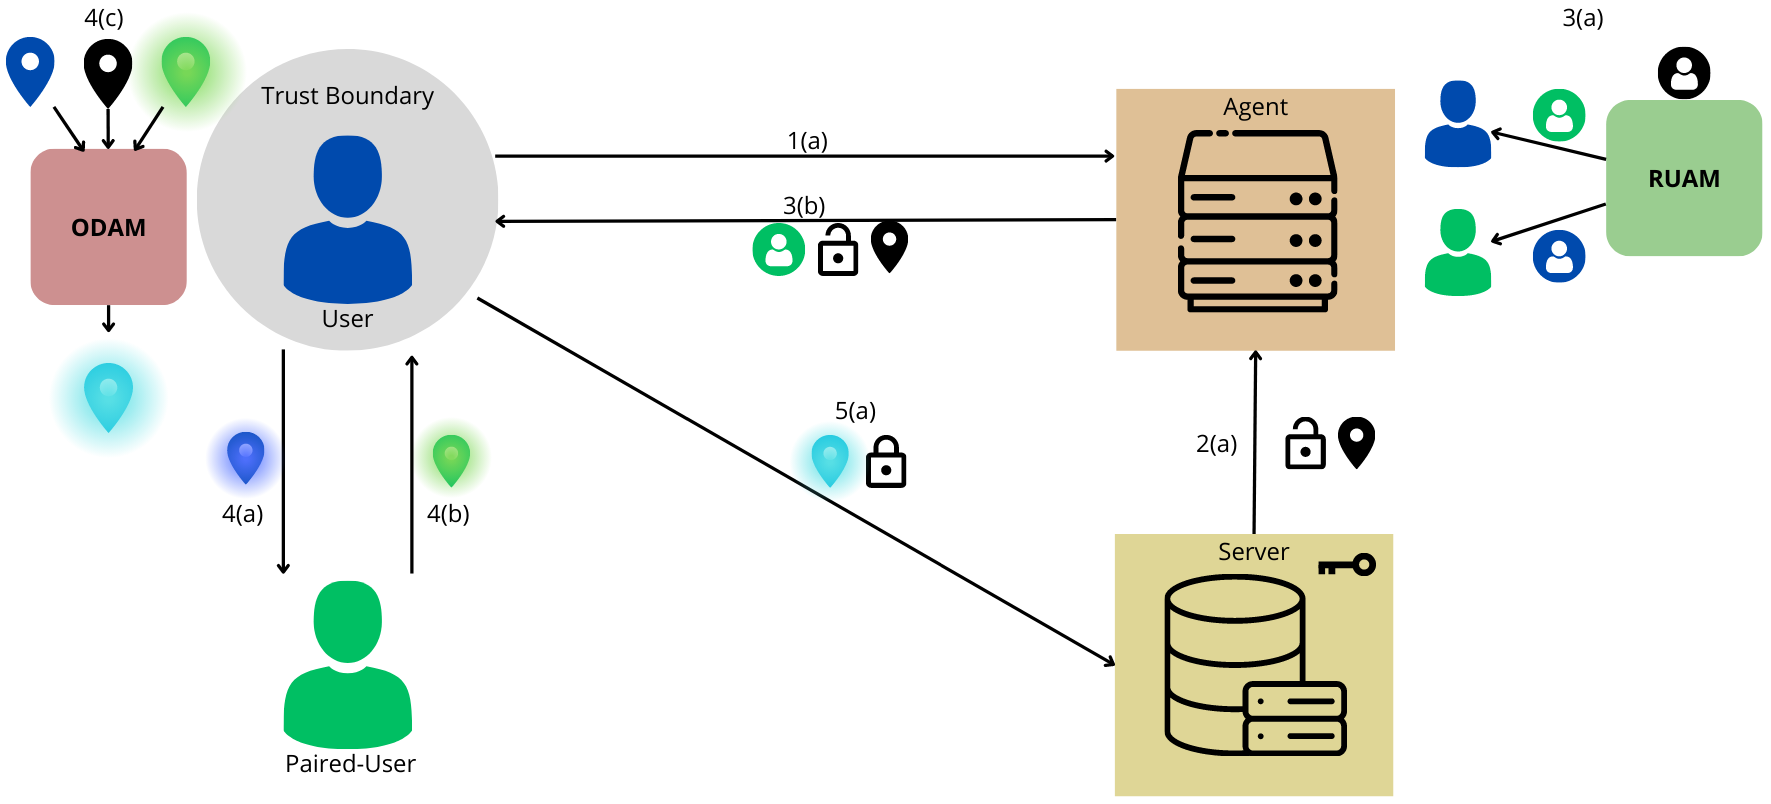 4(c)
3(a)
Trust Boundary
Agent
1(a)
RUAM
3(b)
ODAM
User
5(a)
2(a)
4(a)
4(b)
Server
Paired-User